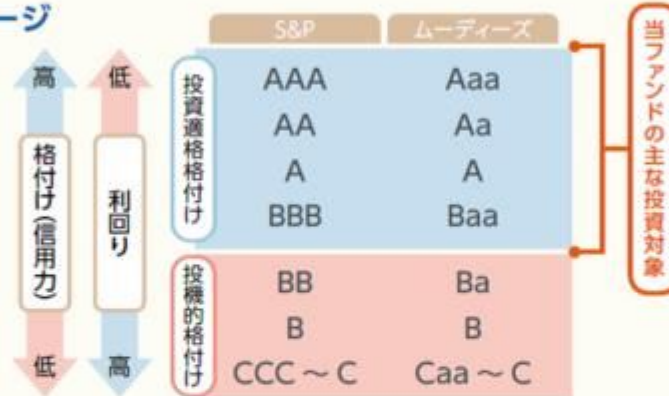 ージ
S&P ムーディーズ
高 低
格付け(信用力)
利回り
低 高
投資適格格付け
AAA Aaa
AA Aa
A A
BBB Baa
投機的格付け
BB Ba
B B
CCC ~ C Caa ~ C
当ファンドの主な投資対象